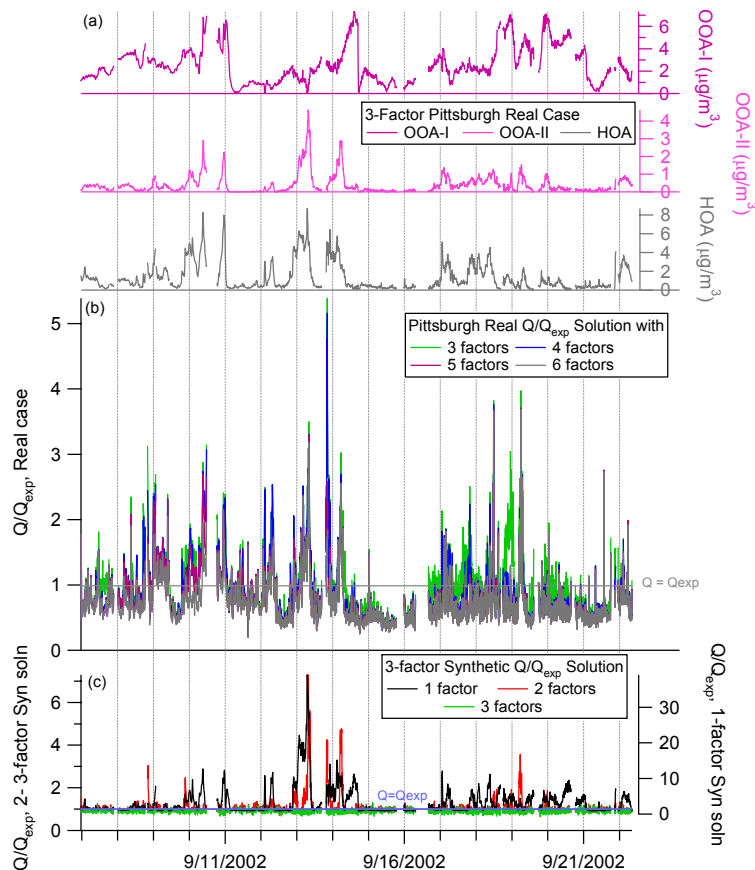 (a)
6
4
2
0
OOA-I (μg/m³)
3-Factor Pittsburgh Real Case
OOA-I OOA-II HOA
4
3
2
1
0
OOA-II (μg/m³)
8
6
4
2
0
HOA (μg/m³)
(b)
Pittsburgh Real Q/Qexp Solution with
3 factors 4 factors
5 factors 6 factors
5
4
3
2
1
0
Q/Qexp, Real case
Q = Qexp
(c)
3-factor Synthetic Q/Qexp Solution
1 factor 2 factors
3 factors
6
4
2
0
Q/Qexp, 2- 3-factor Syn soln
Q=Qexp
30
20
10
0
Q/Qexp, 1-factor Syn soln
9/11/2002 9/16/2002 9/21/2002